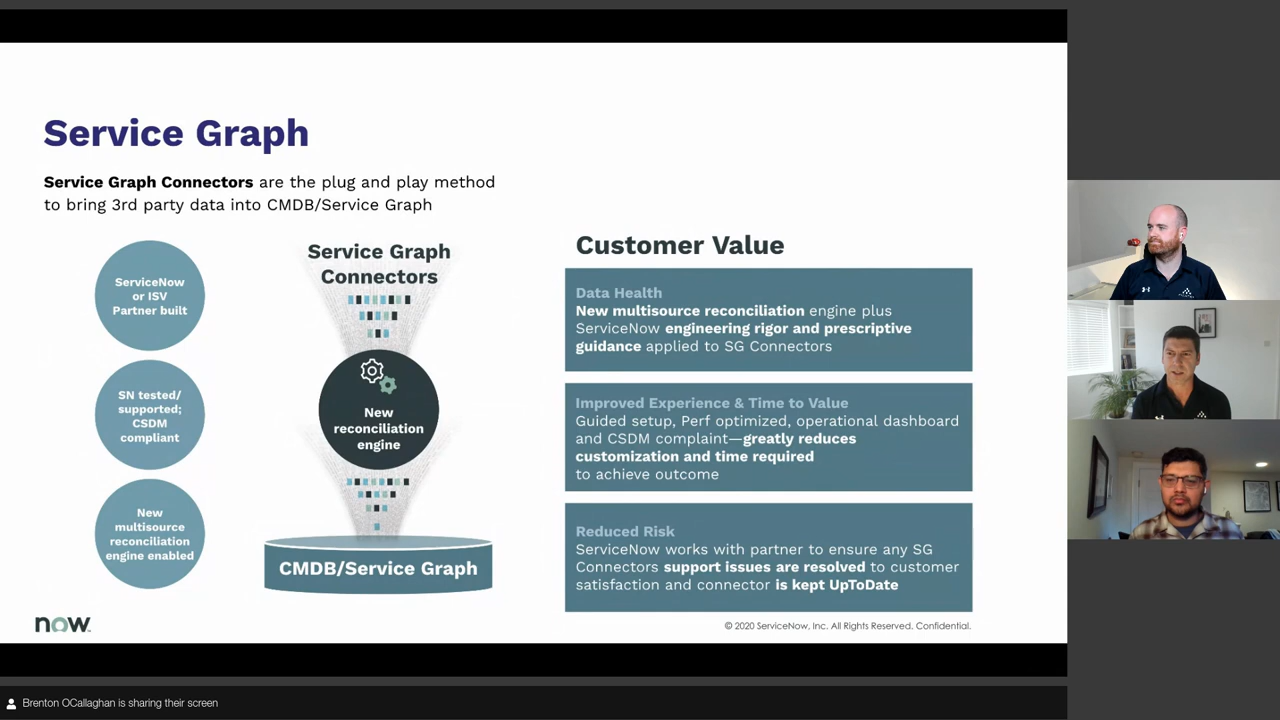 Service Graph
Service Graph Connectors are the plug and play method
to bring 3rd party data into CMDB/Service Graph
ServiceNow
or ISV
Partner built
SN tested/
supported;
CSDM
compliant
New
multisource
reconciliation
engine enabled
Service Graph
Connectors
New
reconciliation
engine
CMDB/Service Graph
Customer Value
Data Health
New multisource reconciliation engine plus
ServiceNow engineering rigor and prescriptive
guidance applied to SG Connectors
Improved Experience & Time to Value
Guided setup, Perf optimized, operational dashboard
and CSDM complaint—greatly reduces
customization and time required
to achieve outcome
Reduced Risk
ServiceNow works with partner to ensure any SG
Connectors support issues are resolved to customer
satisfaction and connector is kept UpToDate
now.
© 2020 ServiceNow, Inc. All Rights Reserved. Confidential.
Brenton OCallaghan is sharing their screen